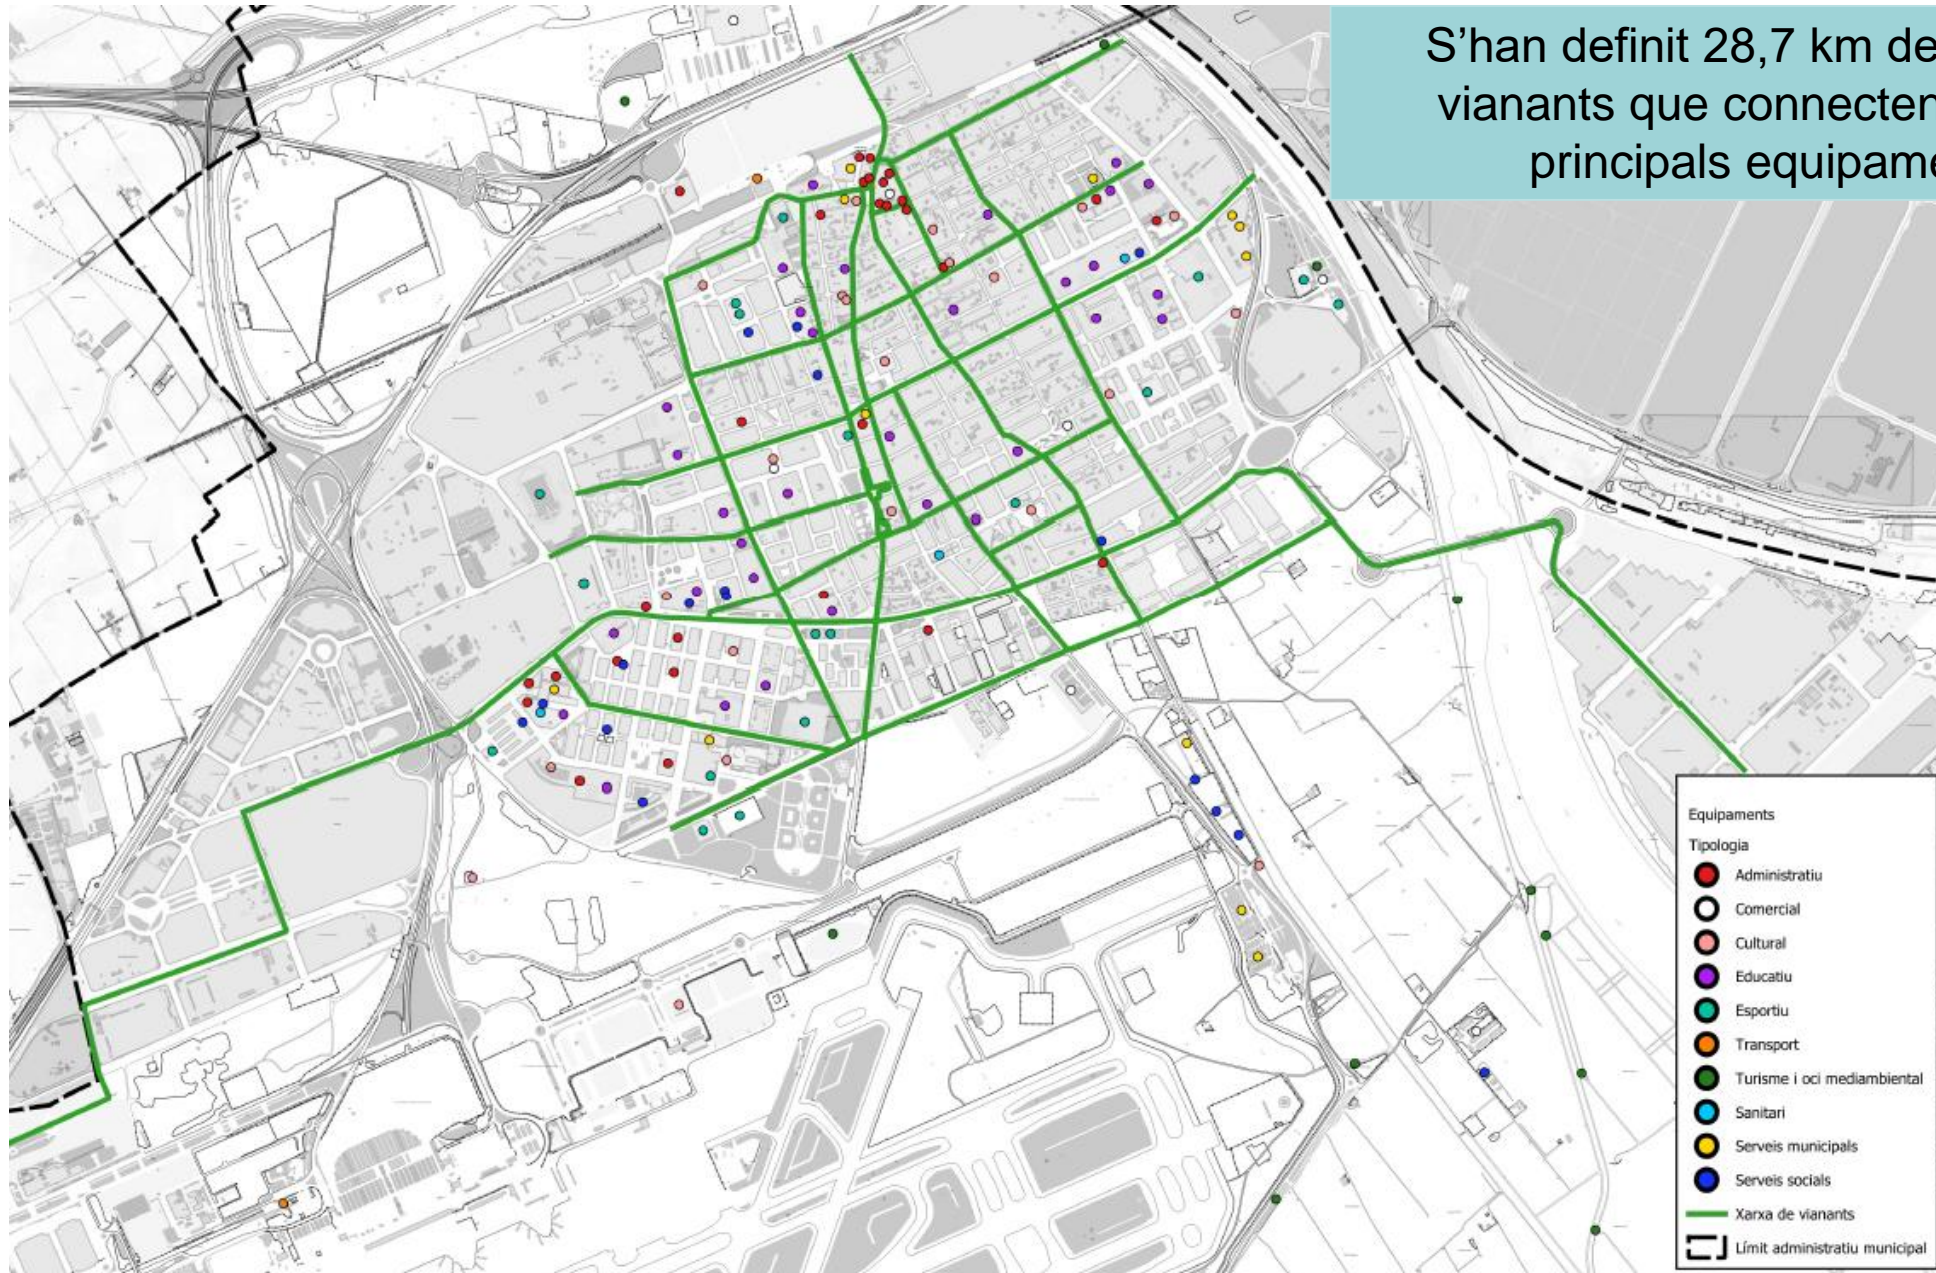 S’han definit 28,7 km de
vianants que connecten
principals equipame
Equipaments
Tipologia
Administratiu
Comercial
Cultural
Educatiu
Esportiu
Transport
Turisme i oci mediambiental
Sanitari
Serveis municipals
Serveis socials
Xarxa de vianants
Límit administratiu municipal